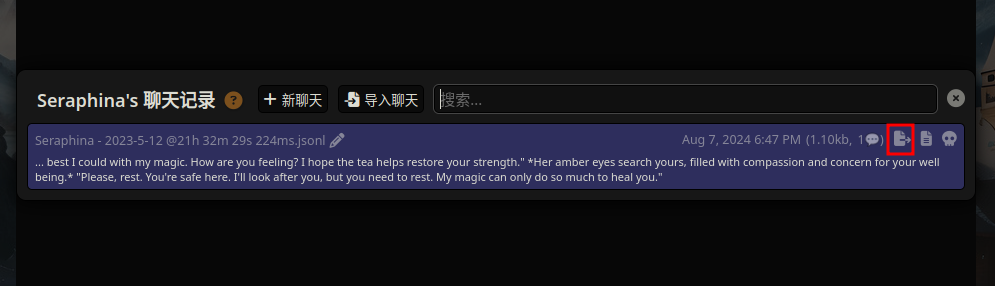 Seraphina's 聊天记录 ? + 新聊天 导入聊天 搜索...
Seraphina - 2023-5-12 @21h 32m 29s 224ms.jsonl Aug 7, 2024 6:47 PM (1.10kb, 1)
... best I could with my magic. How are you feeling? I hope the tea helps restore your strength." *Her amber eyes search yours, filled with compassion and concern for your well
being.* "Please, rest. You're safe here. I'll look after you, but you need to rest. My magic can only do so much to heal you."